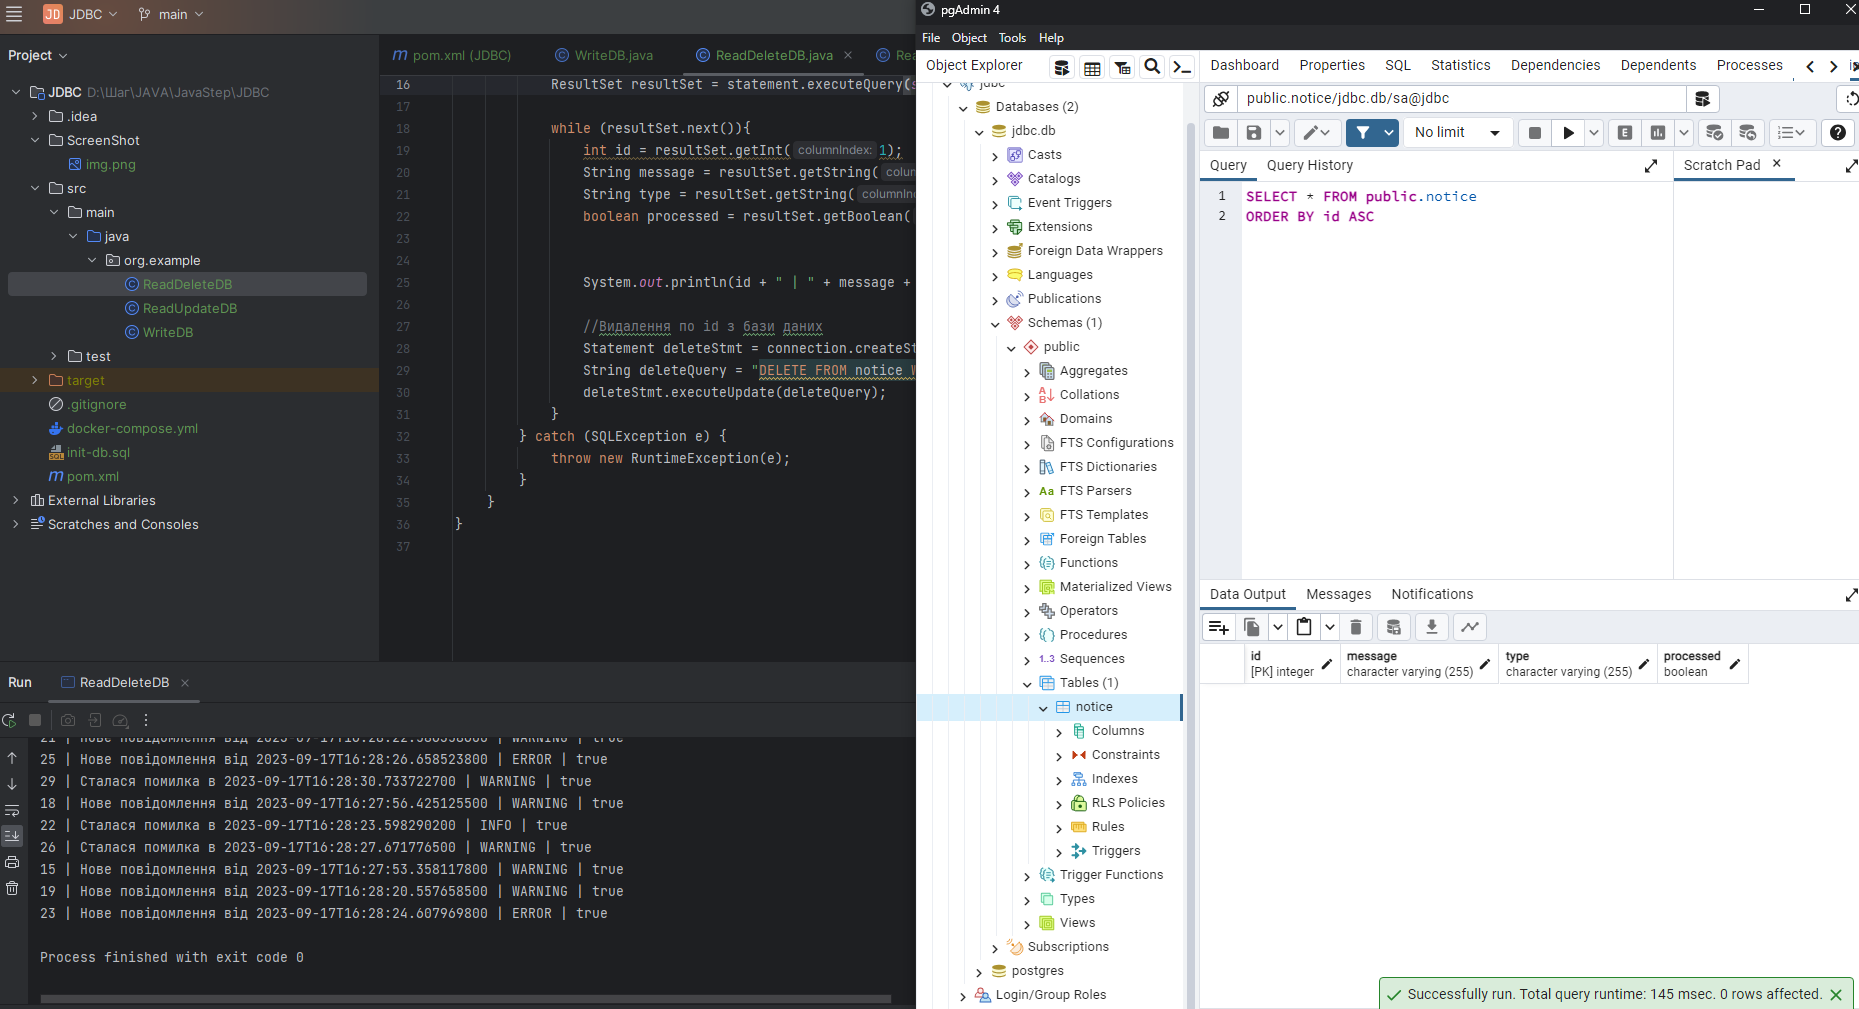 JD JDBC main
Project
JDBC D:\Шаг\JAVA\JavaStep\JDBC
.idea
ScreenShot
img.png
src
main
java
org.example
ReadDeleteDB
ReadUpdateDB
WriteDB
test
target
.gitignore
docker-compose.yml
init-db.sql
pom.xml
External Libraries
Scratches and Consoles
pom.xml (JDBC) WriteDB.java ReadDeleteDB.java Re
16 ResultSet resultSet = statement.executeQuery(s
17
18 while (resultSet.next()){
19 int id = resultSet.getInt( columnIndex: 1);
20 String message = resultSet.getString( colun
21 String type = resultSet.getString( columnIn
22 boolean processed = resultSet.getBoolean(
23
24
25 System.out.println(id + " | " + message +
26
27 //Видалення по id з бази даних
28 Statement deleteStmt = connection.createSt
29 String deleteQuery = "DELETE FROM notice W
30 deleteStmt.executeUpdate(deleteQuery);
31 }
32 } catch (SQLException e) {
33 throw new RuntimeException(e);
34 }
35 }
36 }
37
Run ReadDeleteDB
21 | Нове повідомлення від 2023-09-17T16:28:22.580358000 | WARNING | true
25 | Нове повідомлення від 2023-09-17T16:28:26.658523800 | ERROR | true
29 | Сталася помилка в 2023-09-17T16:28:30.733722700 | WARNING | true
18 | Нове повідомлення від 2023-09-17T16:27:56.425125500 | WARNING | true
22 | Сталася помилка в 2023-09-17T16:28:23.598290200 | INFO | true
26 | Сталася помилка в 2023-09-17T16:28:27.671776500 | WARNING | true
15 | Нове повідомлення від 2023-09-17T16:27:53.358117800 | WARNING | true
19 | Нове повідомлення від 2023-09-17T16:28:20.557658500 | WARNING | true
23 | Нове повідомлення від 2023-09-17T16:28:24.607969800 | ERROR | true
Process finished with exit code 0
pgAdmin 4
File Object Tools Help
Object Explorer
jdbc
Databases (2)
jdbc.db
Casts
Catalogs
Event Triggers
Extensions
Foreign Data Wrappers
Languages
Publications
Schemas (1)
public
Aggregates
Collations
Domains
FTS Configurations
FTS Dictionaries
FTS Parsers
FTS Templates
Foreign Tables
Functions
Materialized Views
Operators
Procedures
1..3 Sequences
Tables (1)
notice
Columns
Constraints
Indexes
RLS Policies
Rules
Triggers
Trigger Functions
Types
Views
Subscriptions
postgres
Login/Group Roles
Dashboard Properties SQL Statistics Dependencies Dependents Processes
public.notice/jdbc.db/sa@jdbc
No limit
Query Query History Scratch Pad
1 SELECT * FROM public.notice
2 ORDER BY id ASC
Data Output Messages Notifications
id message type processed
[PK] integer character varying (255) character varying (255) boolean
Successfully run. Total query runtime: 145 msec. 0 rows affected.